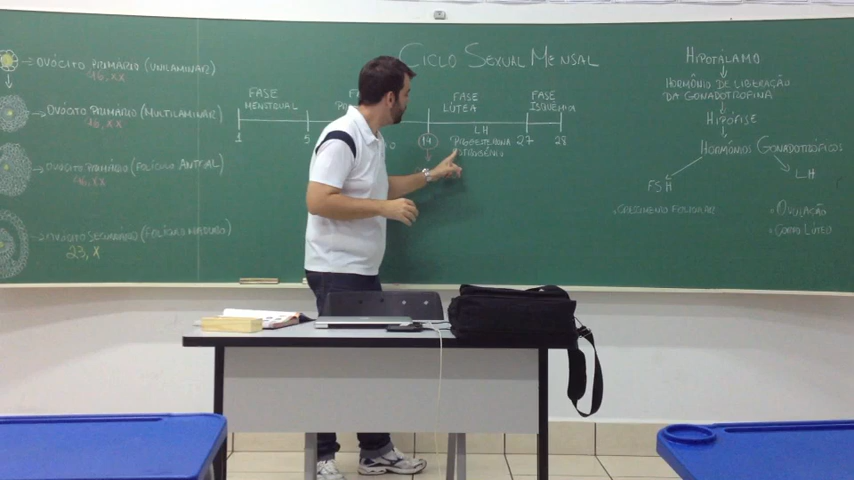 Ciclo Sexual Mensal
Ovócito Primário (Unilaminar)
46, XX
Ovócito Primário (Multilaminar)
46, XX
Ovócito Primário (Folículo Antral)
46, XX
Ovócito Secundário (Folículo Maduro)
23, X
Fase
Menstrual
Fase
Fase
Lútea
Fase
Isquêmica
LH
1
5
14
27
28
Progesterona
Estrogênio
Hipotálamo
Hormônio de Liberação
da Gonadotrofina
Hipófise
Hormônios Gonadotróficos
FSH
LH
. Crescimento Folicular
. Ovulação
. Corpo Lúteo